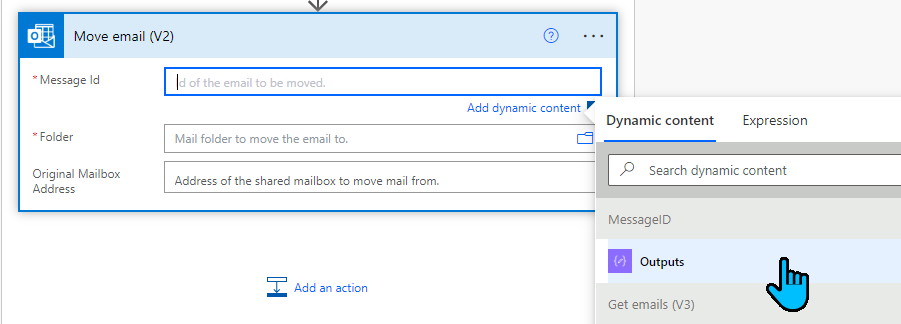 Move email (V2)
* Message Id
d of the email to be moved.
Add dynamic content
* Folder
Mail folder to move the email to.
Original Mailbox
Address
Address of the shared mailbox to move mail from.
Add an action
Dynamic content
Expression
Search dynamic content
MessageID
Outputs
Get emails (V3)